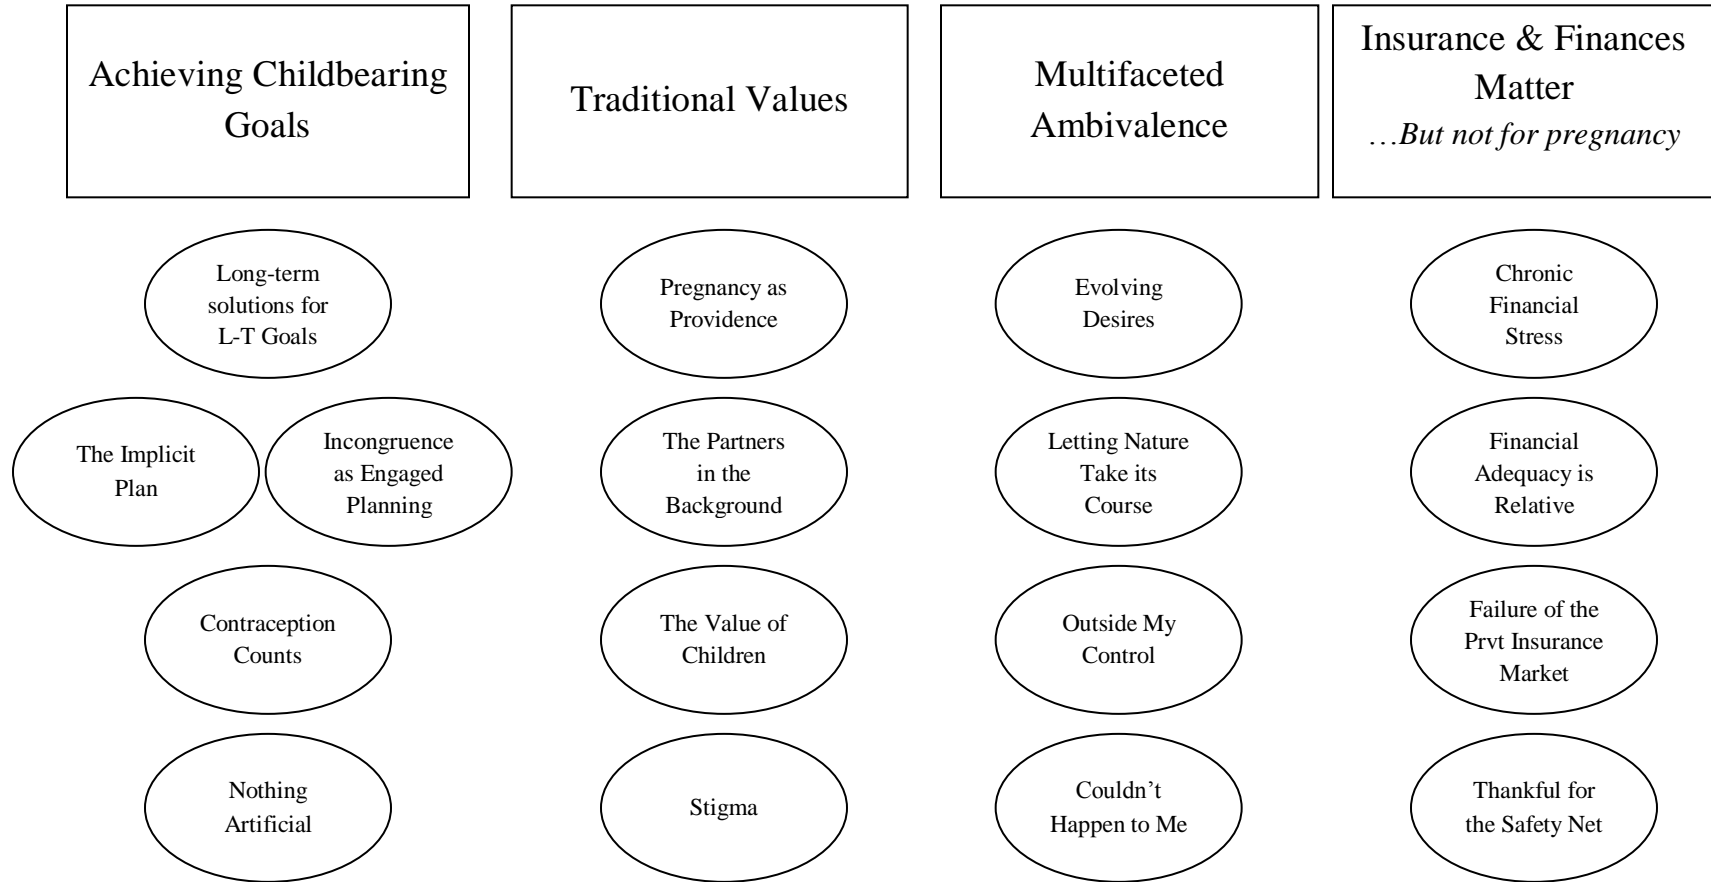 Achieving Childbearing
Goals
Traditional Values
Multifaceted
Ambivalence
Insurance & Finances
Matter
…But not for pregnancy
Long-term
solutions for
L-T Goals
Pregnancy as
Providence
Evolving
Desires
Chronic
Financial
Stress
The Implicit
Plan
Incongruence
as Engaged
Planning
The Partners
in the
Background
Letting Nature
Take its
Course
Financial
Adequacy is
Relative
Contraception
Counts
The Value of
Children
Outside My
Control
Failure of the
Prvt Insurance
Market
Nothing
Artificial
Stigma
Couldn’t
Happen to Me
Thankful for
the Safety Net